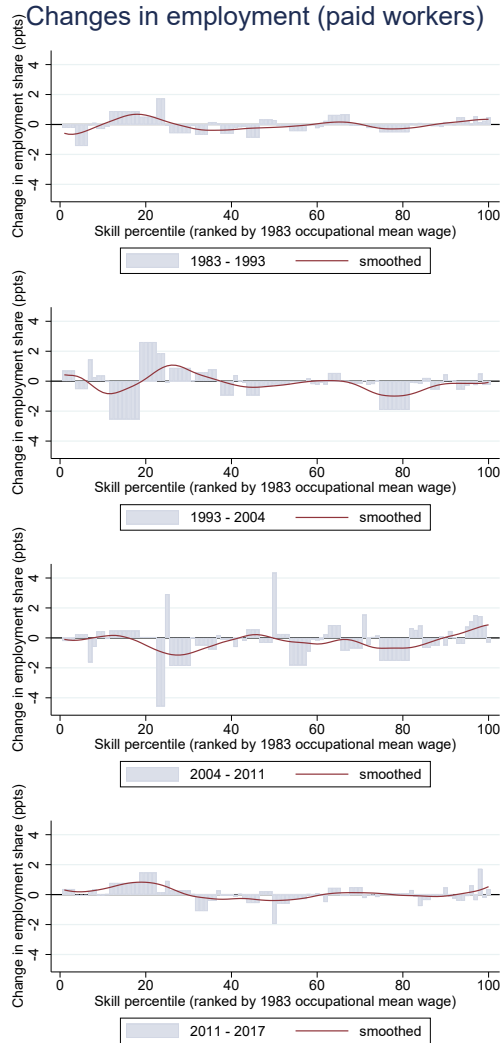 Changes in employment (paid workers)
Change in employment share (ppts)
4
2
0
-2
-4
0 20 40 60 80 100
Skill percentile (ranked by 1983 occupational mean wage)
1983 - 1993 smoothed
Change in employment share (ppts)
4
2
0
-2
-4
0 20 40 60 80 100
Skill percentile (ranked by 1983 occupational mean wage)
1993 - 2004 smoothed
Change in employment share (ppts)
4
2
0
-2
-4
0 20 40 60 80 100
Skill percentile (ranked by 1983 occupational mean wage)
2004 - 2011 smoothed
Change in employment share (ppts)
4
2
0
-2
-4
0 20 40 60 80 100
Skill percentile (ranked by 1983 occupational mean wage)
2011 - 2017 smoothed